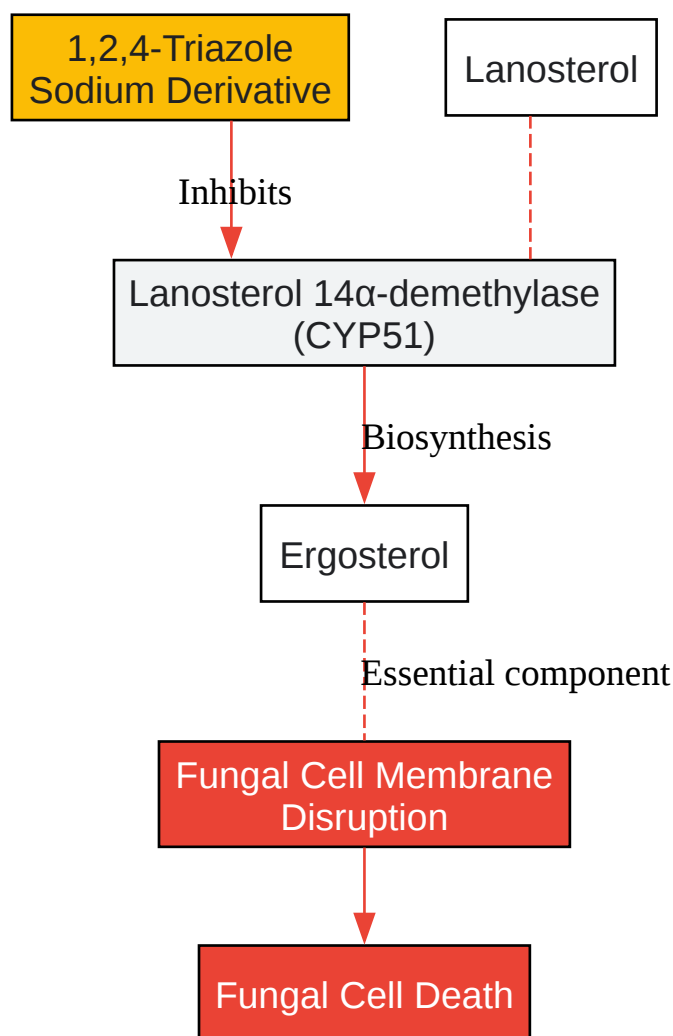 1,2,4-Triazole
Sodium Derivative
Lanosterol
Inhibits
Lanosterol 14α-demethylase
(CYP51)
Biosynthesis
Ergosterol
Essential component
Fungal Cell Membrane
Disruption
Fungal Cell Death